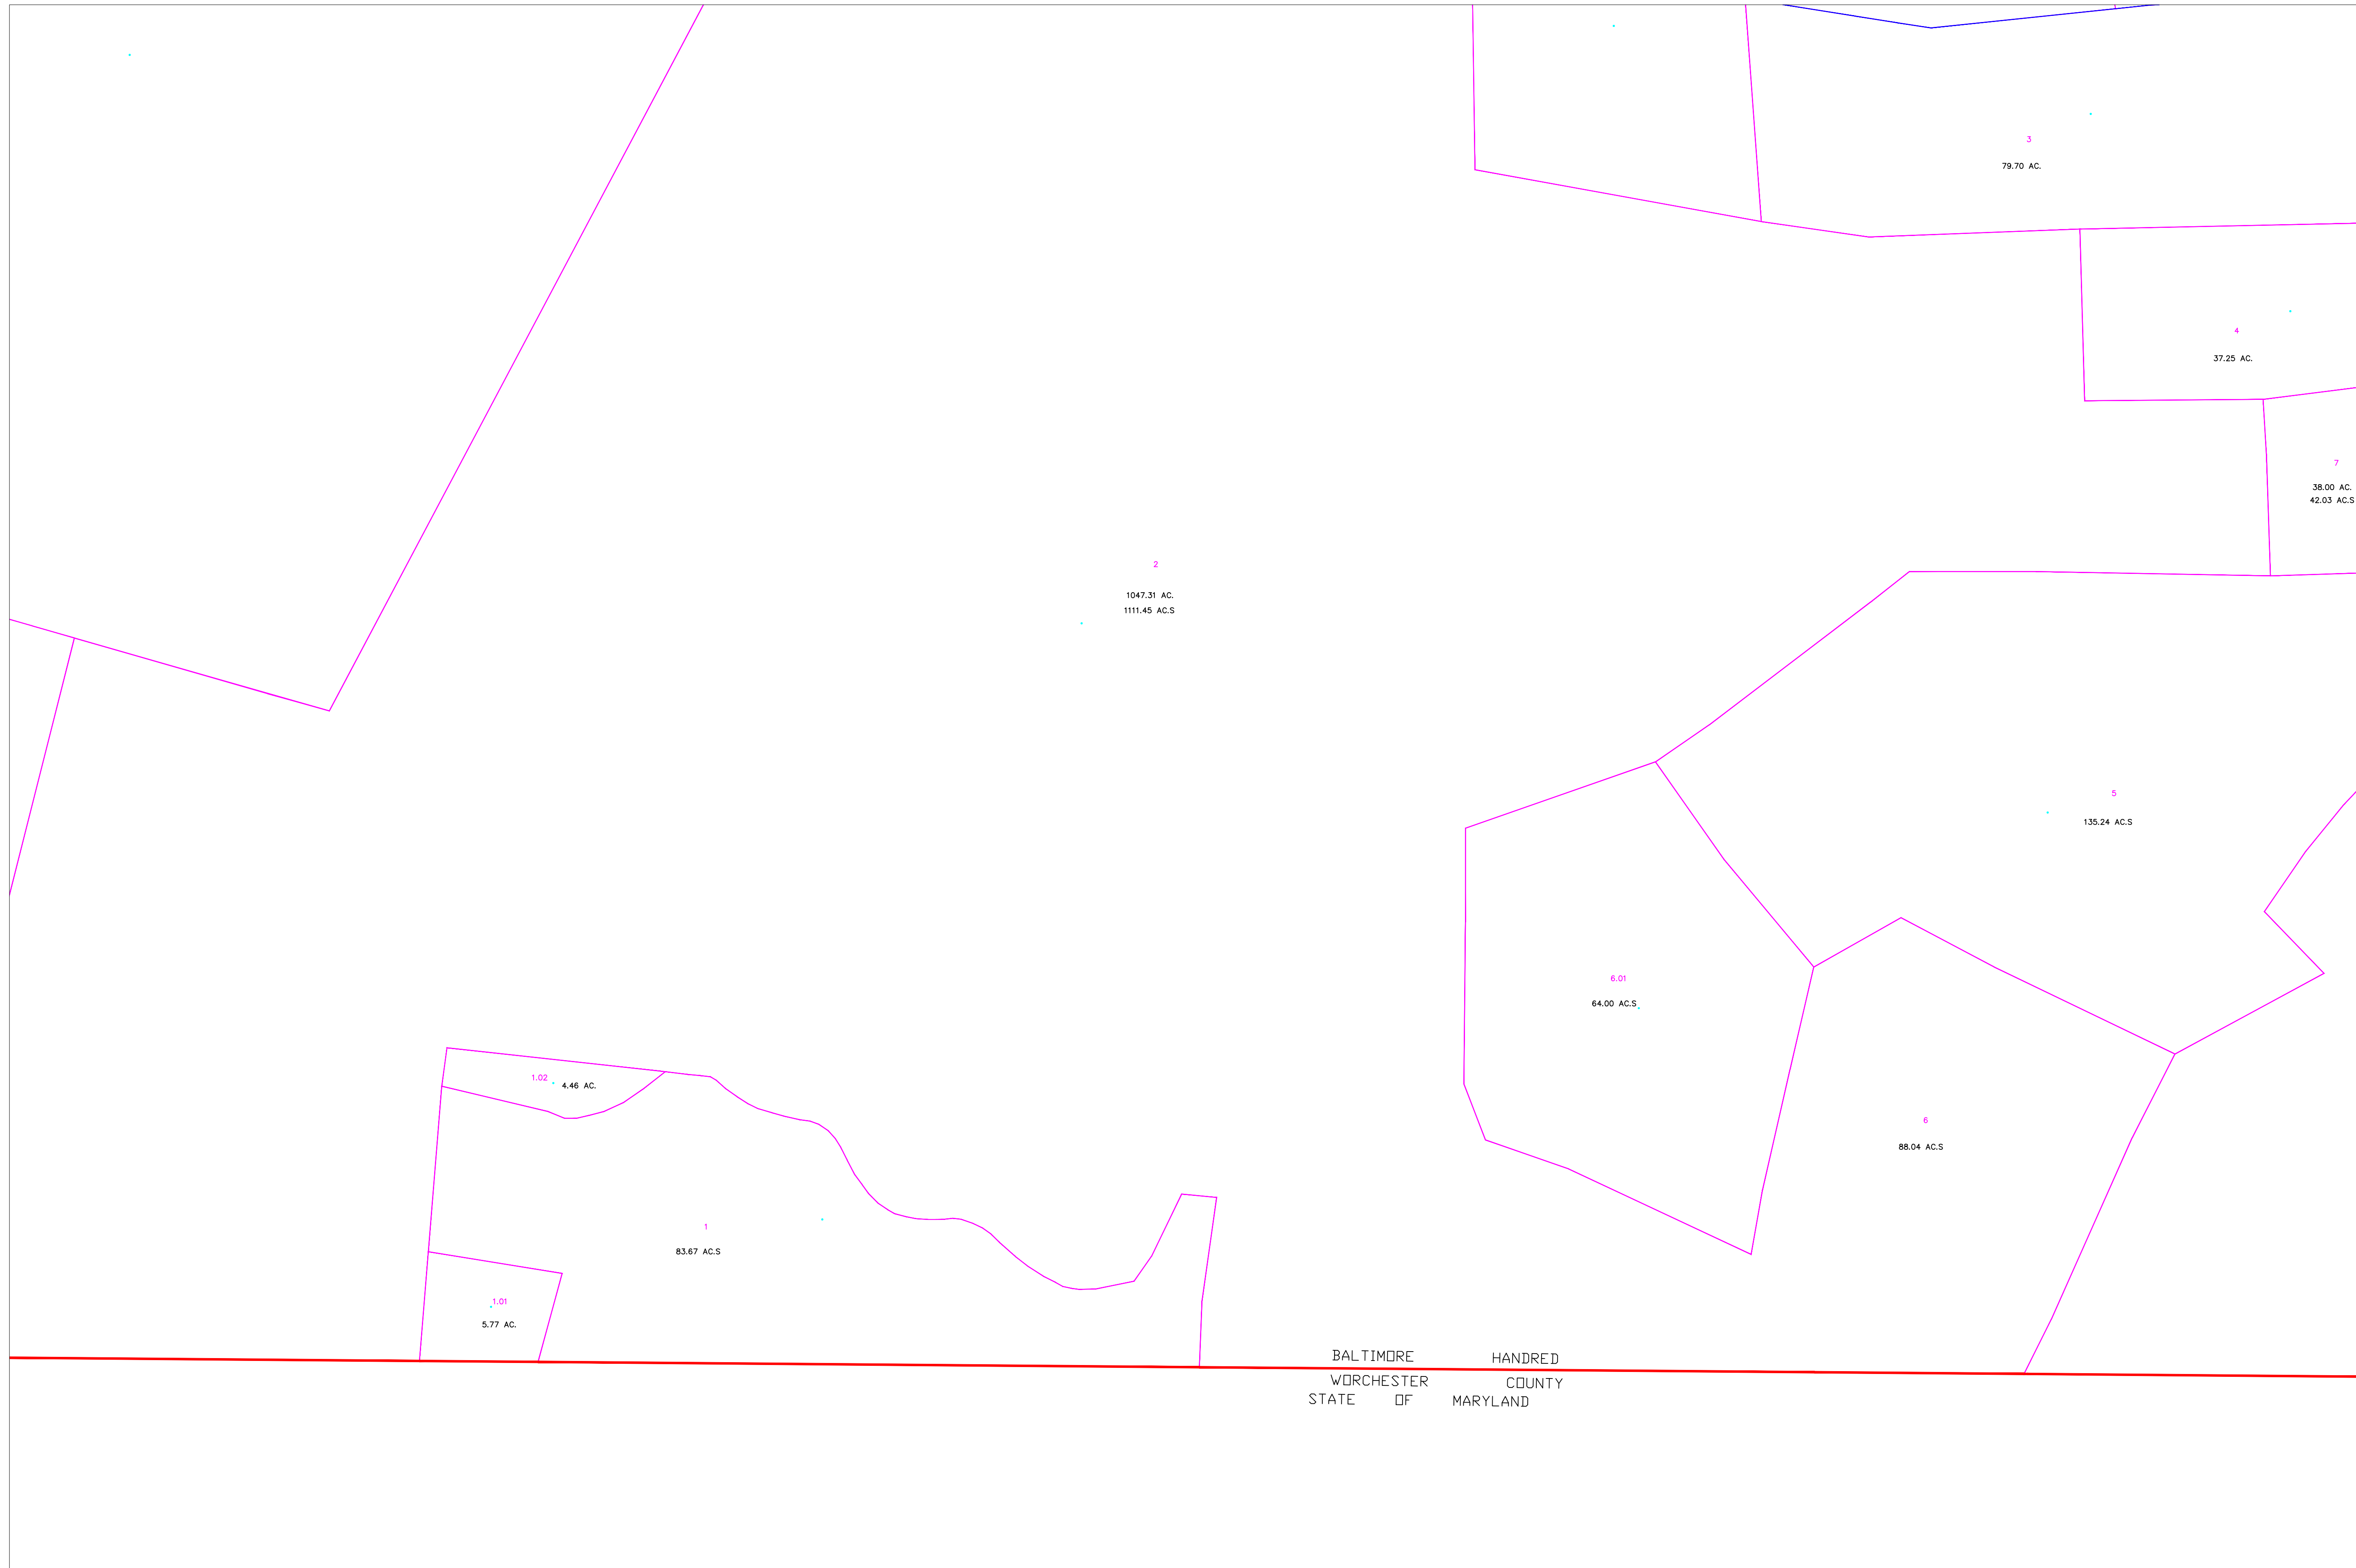 3
79.70 AC.
4
37.25 AC.
7
38.00 AC.
42.03 AC.S
2
1047.31 AC.
1111.45 AC.S
5
135.24 AC.S
6.01
64.00 AC.S
1.02
4.46 AC.
6
88.04 AC.S
1
83.67 AC.S
1.01
5.77 AC.
BALTIMORE HANDRED
WORCHESTER COUNTY
STATE OF MARYLAND